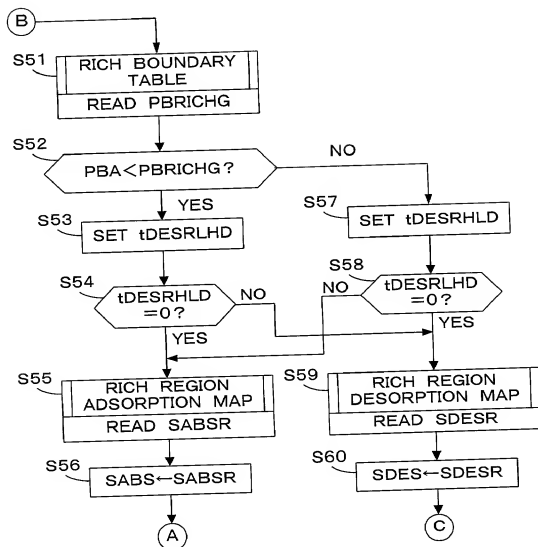 B
S51
RICH BOUNDARY
TABLE
READ PBRICHG
S52
PBA<PBRICHG?
NO
YES
S53
SET tDESRLHD
S57
SET tDESRHLD
S54
tDESRHLD
=0?
NO
YES
S58
tDESRLHD
=0?
NO
YES
S55
RICH REGION
ADSORPTION MAP
READ SABSR
S59
RICH REGION
DESORPTION MAP
READ SDESR
S56
SABS←SABSR
S60
SDES←SDESR
A
C